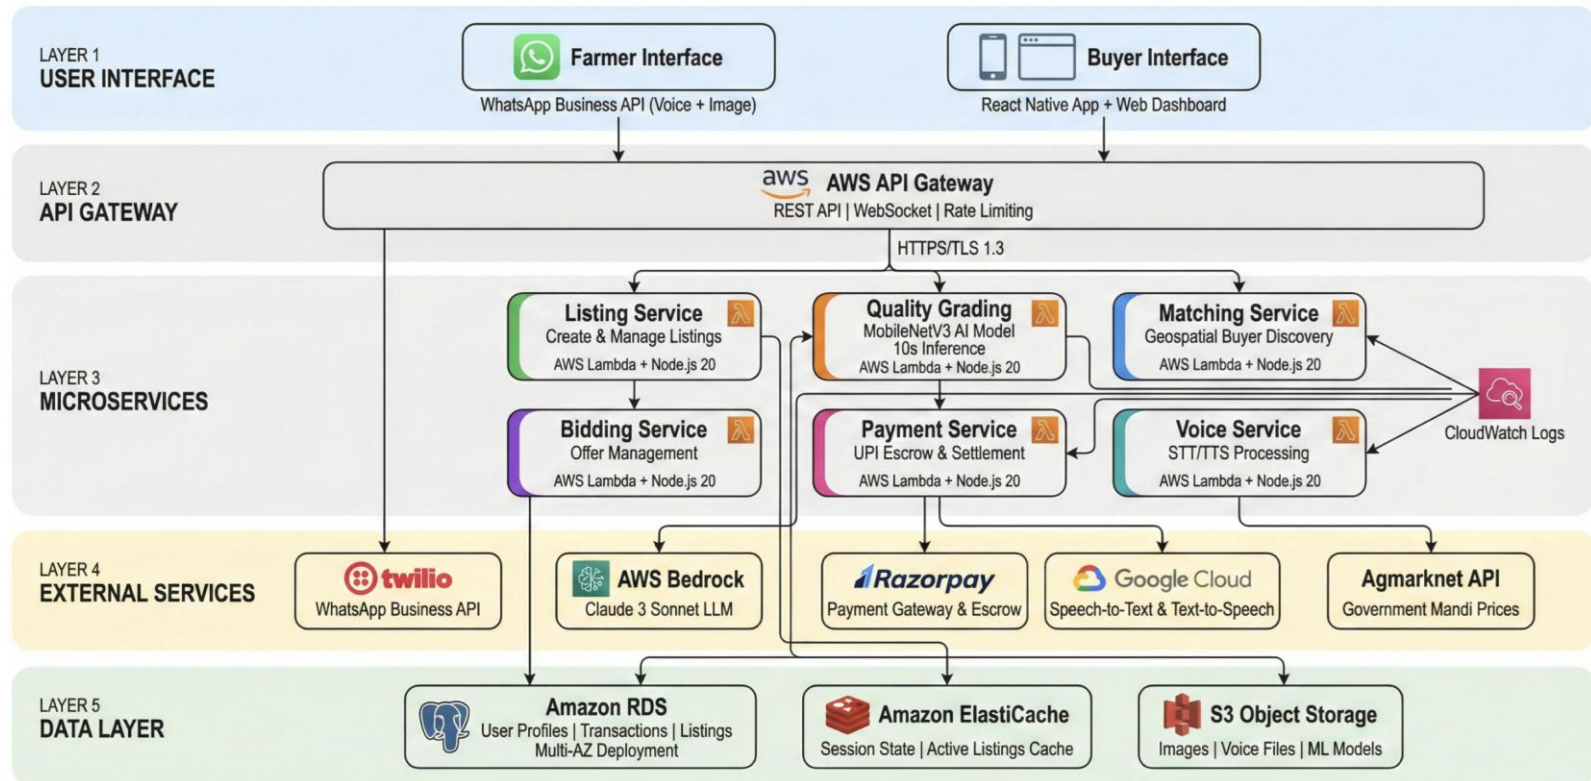 LAYER 1
USER INTERFACE
Farmer Interface
WhatsApp Business API (Voice + Image)
Buyer Interface
React Native App + Web Dashboard
LAYER 2
API GATEWAY
aws AWS API Gateway
REST API | WebSocket | Rate Limiting
HTTPS/TLS 1.3
LAYER 3
MICROSERVICES
Listing Service
Create & Manage Listings
AWS Lambda + Node.js 20
Quality Grading
MobileNetV3 AI Model
10s Inference
AWS Lambda + Node.js 20
Matching Service
Geospatial Buyer Discovery
AWS Lambda + Node.js 20
Bidding Service
Offer Management
AWS Lambda + Node.js 20
Payment Service
UPI Escrow & Settlement
AWS Lambda + Node.js 20
Voice Service
STT/TTS Processing
AWS Lambda + Node.js 20
CloudWatch Logs
LAYER 4
EXTERNAL SERVICES
twilio
WhatsApp Business API
AWS Bedrock
Claude 3 Sonnet LLM
Razorpay
Payment Gateway & Escrow
Google Cloud
Speech-to-Text & Text-to-Speech
Agmarknet API
Government Mandi Prices
LAYER 5
DATA LAYER
Amazon RDS
User Profiles | Transactions | Listings
Multi-AZ Deployment
Amazon ElastiCache
Session State | Active Listings Cache
S3 Object Storage
Images | Voice Files | ML Models